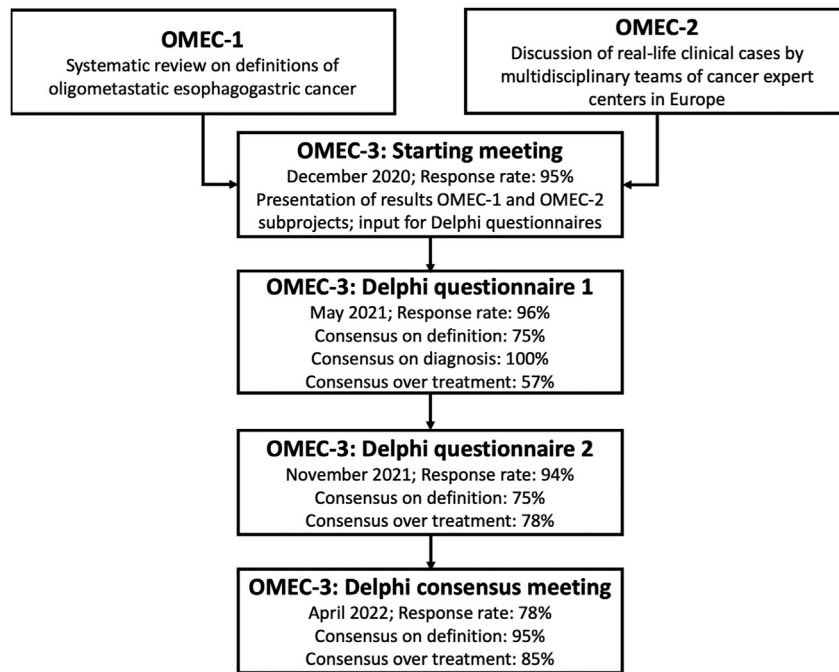 OMEC-1
Systematic review on definitions of
oligometastatic esophagogastric cancer
OMEC-2
Discussion of real-life clinical cases by
multidisciplinary teams of cancer expert
centers in Europe
OMEC-3: Starting meeting
December 2020; Response rate: 95%
Presentation of results OMEC-1 and OMEC-2
subprojects; input for Delphi questionnaires
OMEC-3: Delphi questionnaire 1
May 2021; Response rate: 96%
Consensus on definition: 75%
Consensus on diagnosis: 100%
Consensus over treatment: 57%
OMEC-3: Delphi questionnaire 2
November 2021; Response rate: 94%
Consensus on definition: 75%
Consensus over treatment: 78%
OMEC-3: Delphi consensus meeting
April 2022; Response rate: 78%
Consensus on definition: 95%
Consensus over treatment: 85%